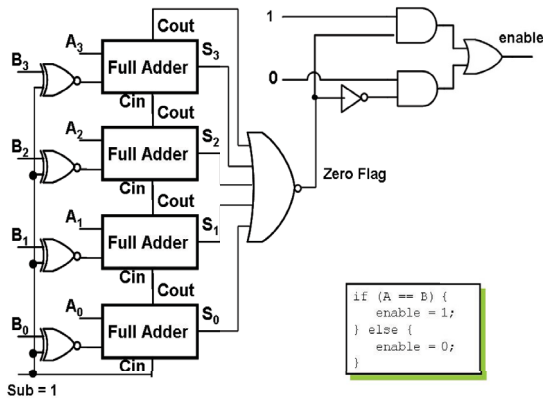 Cout
1
enable
A3
B3
Full Adder
S3
Cin
Cout
0
A2
B2
Full Adder
S2
Cin
Cout
Zero Flag
A1
B1
Full Adder
S1
Cin
Cout
A0
B0
Full Adder
S0
Cin
Sub = 1
if (A == B) {
enable = 1;
} else {
enable = 0;
}